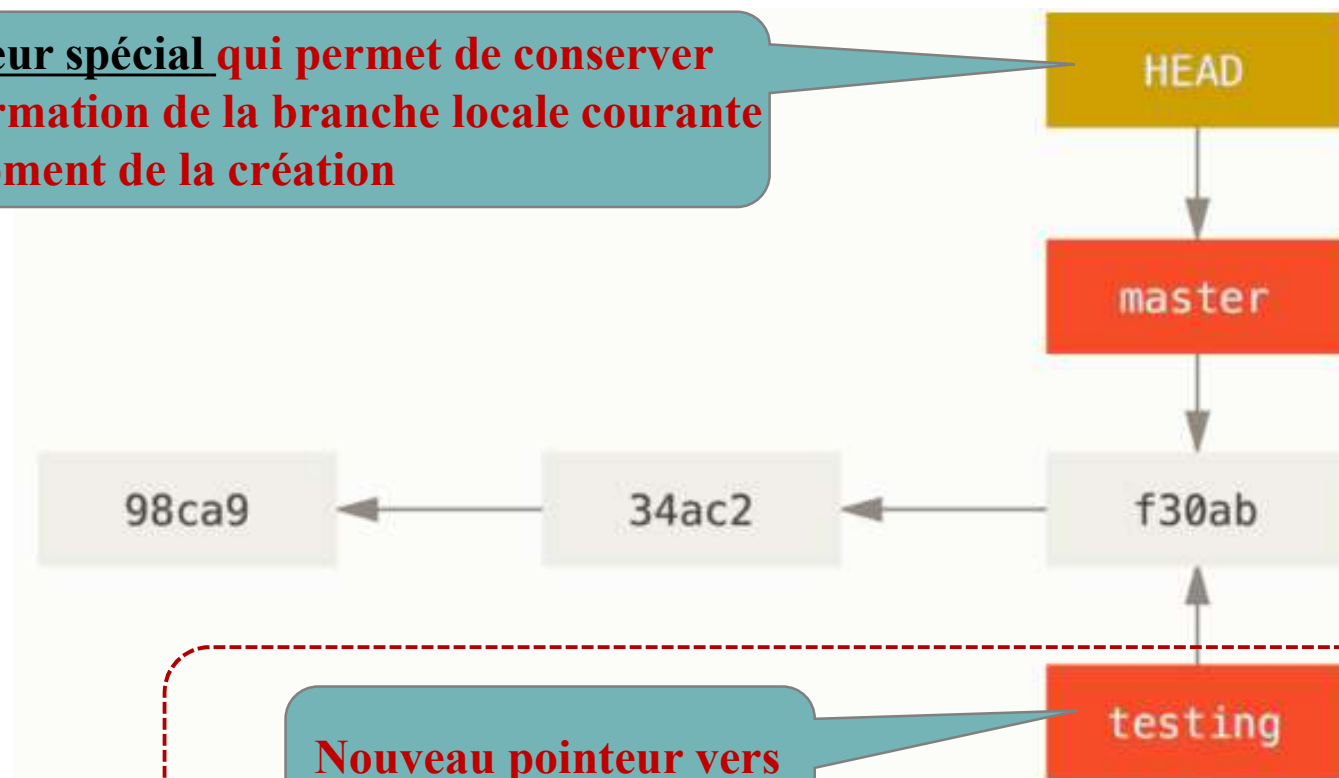 eur spécial qui permet de conserver
rmation de la branche locale courante
ment de la création
HEAD
master
98ca9
34ac2
f30ab
testing
Nouveau pointeur vers